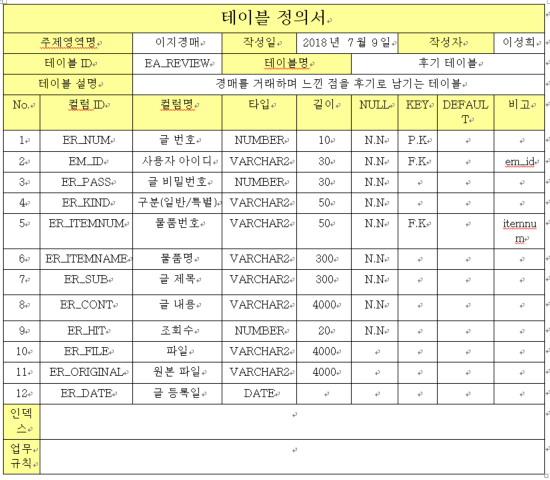 테이블 정의서
주제영역명 이지경매 작성일 2018년 7월 9일 작성자 이성희
테이블 ID EA_REVIEW 테이블명 후기 테이블
테이블 설명 경매를 거래하며 느낀 점을 후기로 남기는 테이블
No. 컬럼 ID 컬럼명 타입 길이 NULL KEY DEFAUL 비고
T
1 ER_NUM 글 번호 NUMBER 10 N.N P.K
2 EM_ID 사용자 아이디 VARCHAR2 30 N.N F.K em_id
3 ER_PASS 글 비밀번호 NUMBER 30 N.N
4 ER_KIND 구분(일반/특별) VARCHAR2 50 N.N
5 ER_ITEMNUM 물품번호 VARCHAR2 50 N.N F.K itemnu
m
6 ER_ITEMNAME 물품명 VARCHAR2 300 N.N
7 ER_SUB 글 제목 VARCHAR2 300 N.N
8 ER_CONT 글 내용 VARCHAR2 4000 N.N
9 ER_HIT 조회수 NUMBER 20 N.N
10 ER_FILE 파일 VARCHAR2 4000
11 ER_ORIGINAL 원본 파일 VARCHAR2 4000
12 ER_DATE 글 등록일 DATE
인덱
스
업무
규칙